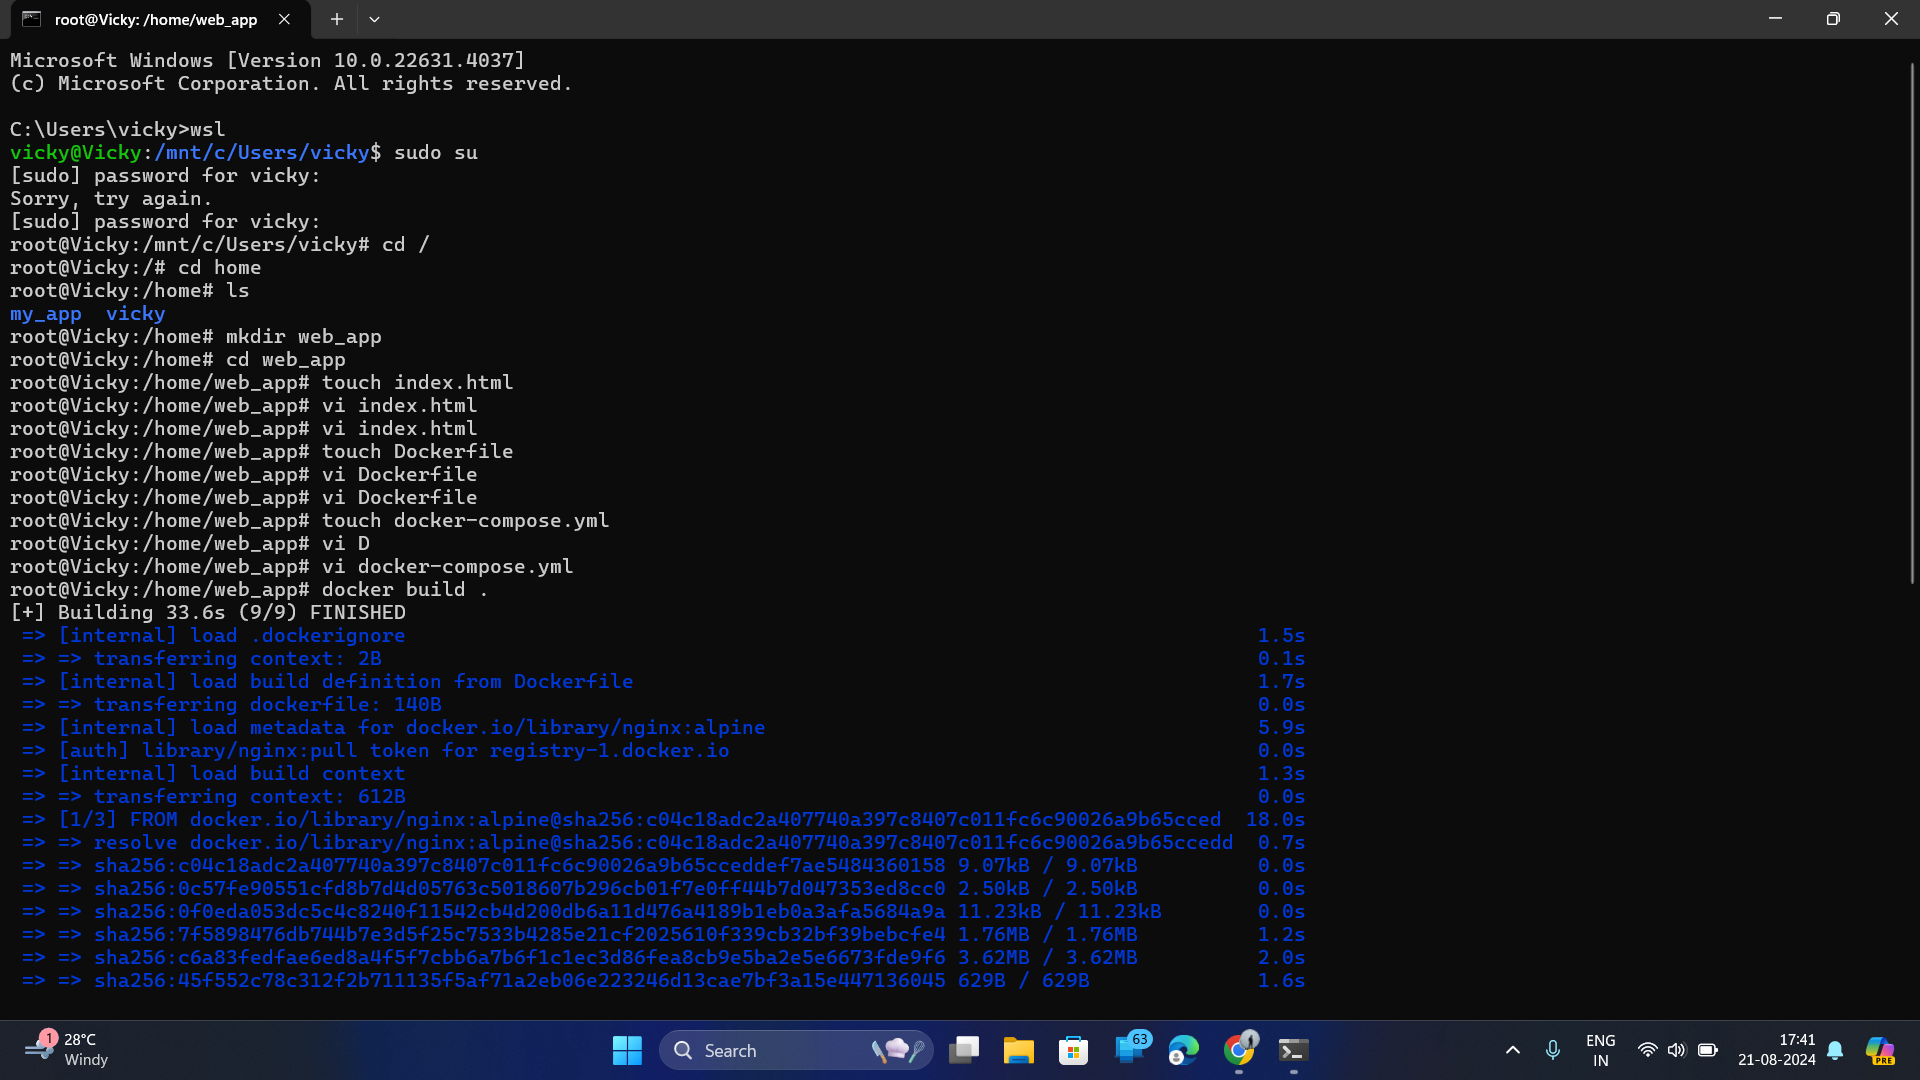 root@Vicky: /home/web_app
Microsoft Windows [Version 10.0.22631.4037]
(c) Microsoft Corporation. All rights reserved.
C:\Users\vicky>wsl
vicky@Vicky:/mnt/c/Users/vicky$ sudo su
[sudo] password for vicky:
Sorry, try again.
[sudo] password for vicky:
root@Vicky:/mnt/c/Users/vicky# cd /
root@Vicky:/# cd home
root@Vicky:/home# ls
my_app  vicky
root@Vicky:/home# mkdir web_app
root@Vicky:/home# cd web_app
root@Vicky:/home/web_app# touch index.html
root@Vicky:/home/web_app# vi index.html
root@Vicky:/home/web_app# vi index.html
root@Vicky:/home/web_app# touch Dockerfile
root@Vicky:/home/web_app# vi Dockerfile
root@Vicky:/home/web_app# vi Dockerfile
root@Vicky:/home/web_app# touch docker-compose.yml
root@Vicky:/home/web_app# vi D
root@Vicky:/home/web_app# vi docker-compose.yml
root@Vicky:/home/web_app# docker build .
[+] Building 33.6s (9/9) FINISHED
=> [internal] load .dockerignore 1.5s
=> => transferring context: 2B 0.1s
=> [internal] load build definition from Dockerfile 1.7s
=> => transferring dockerfile: 140B 0.0s
=> [internal] load metadata for docker.io/library/nginx:alpine 5.9s
=> [auth] library/nginx:pull token for registry-1.docker.io 0.0s
=> [internal] load build context 1.3s
=> => transferring context: 612B 0.0s
=> [1/3] FROM docker.io/library/nginx:alpine@sha256:c04c18adc2a407740a397c8407c011fc6c90026a9b65cced 18.0s
=> => resolve docker.io/library/nginx:alpine@sha256:c04c18adc2a407740a397c8407c011fc6c90026a9b65ccedd 0.7s
=> => sha256:c04c18adc2a407740a397c8407c011fc6c90026a9b65cceddef7ae5484360158 9.07kB / 9.07kB 0.0s
=> => sha256:0c57fe90551cfd8b7d4d05763c5018607b296cb01f7e0ff44b7d047353ed8cc0 2.50kB / 2.50kB 0.0s
=> => sha256:0f0eda053dc5c4c8240f11542cb4d200db6a11d476a4189b1eb0a3afa5684a9a 11.23kB / 11.23kB 0.0s
=> => sha256:7f5898476db744b7e3d5f25c7533b4285e21cf2025610f339cb32bf39bebcfe4 1.76MB / 1.76MB 1.2s
=> => sha256:c6a83fedfae6ed8a4f5f7cbb6a7b6f1c1ec3d86fea8cb9e5ba2e5e6673fde9f6 3.62MB / 3.62MB 2.0s
=> => sha256:45f552c78c312f2b711135f5af71a2eb06e223246d13cae7bf3a15e447136045 629B / 629B 1.6s
1
28°C
Windy
Search
63
ENG
IN
17:41
21-08-2024
PRE